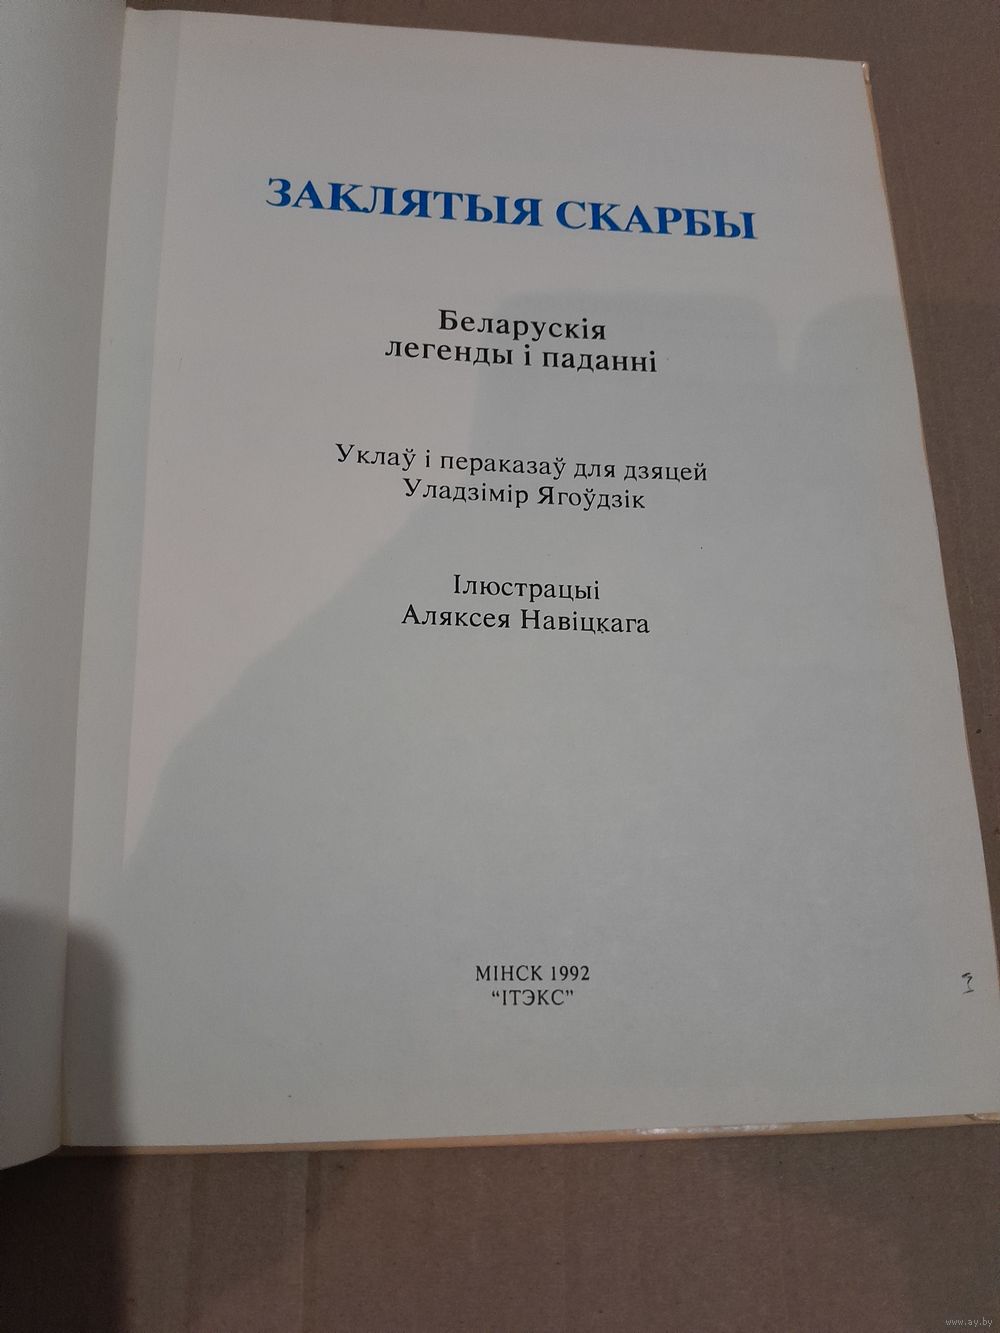 ЗАКЛЯТЫЯ СКАРБЫ
Беларускія
легенды і паданні
Уклаў і пераказаў для дзяцей
Уладзімір Ягоўдзік
Ілюстрацыі
Аляксея Навіцкага
МІНСК 1992
“ІТЭКС”
www.ay.by